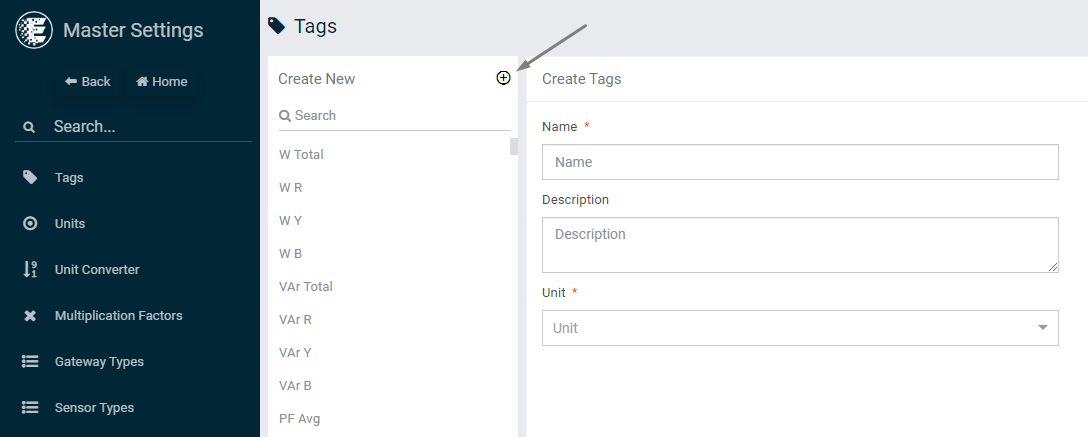 Master Settings
Back
Home
Search...
Tags
Units
Unit Converter
Multiplication Factors
Gateway Types
Sensor Types
Tags
Create New
Search
W Total
W R
W Y
W B
VAr Total
VAr R
VAr Y
VAr B
PF Avg
Create Tags
Name *
Name
Description
Description
Unit *
Unit